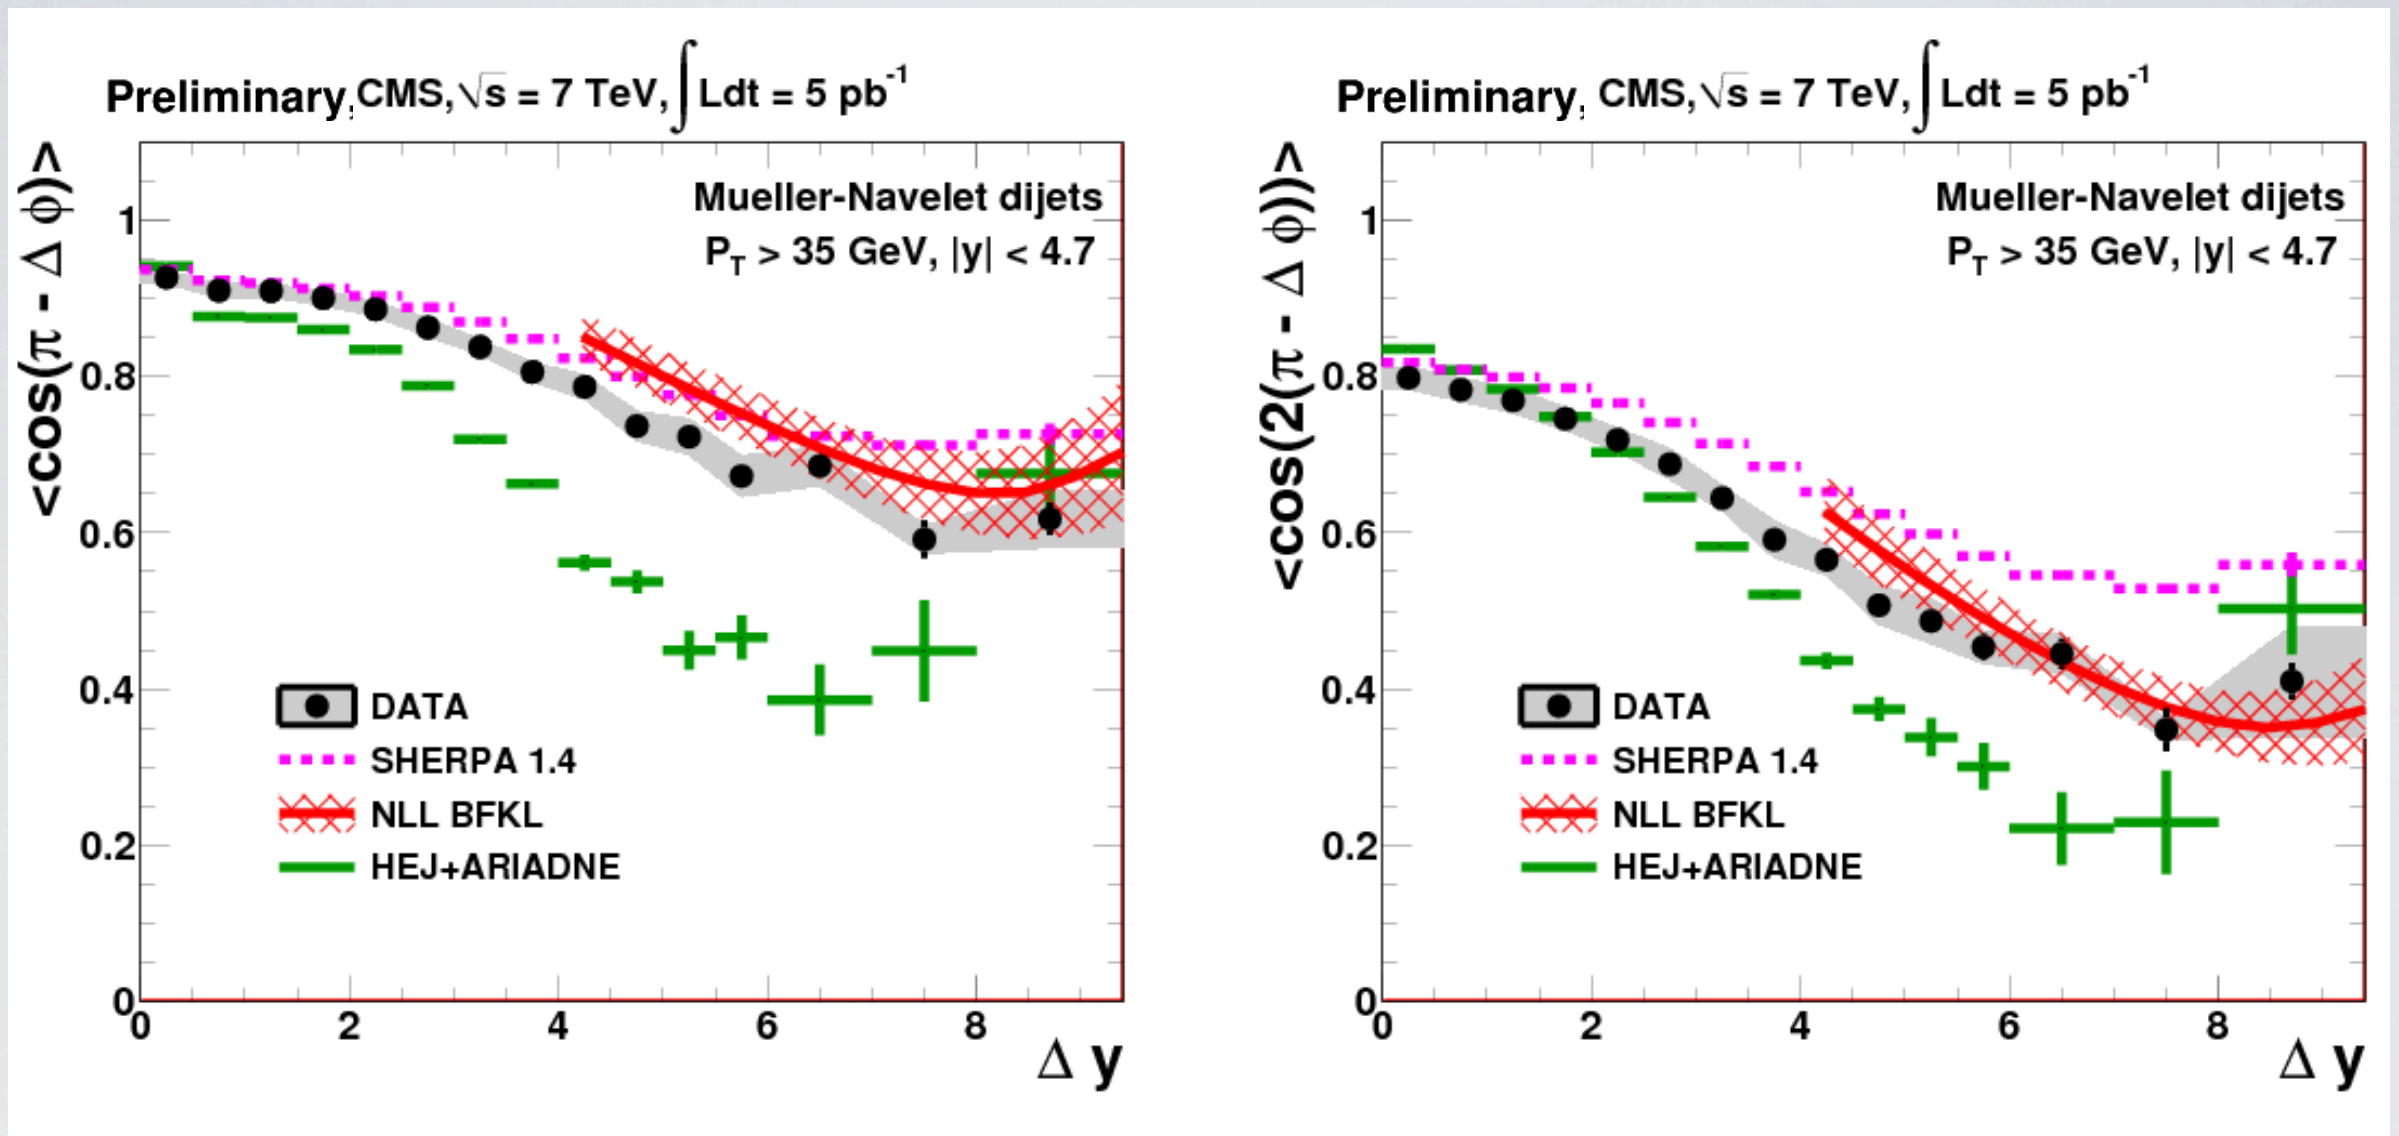 Preliminary, CMS, √s = 7 TeV, ∫ Ldt = 5 pb⁻¹
<cos(π - Δ ϕ)>
Mueller-Navelet dijets
P_T > 35 GeV, |y| < 4.7
1
0.8
0.6
0.4
0.2
0
DATA
SHERPA 1.4
NLL BFKL
HEJ+ARIADNE
0 2 4 6 8
Δ y
Preliminary, CMS, √s = 7 TeV, ∫ Ldt = 5 pb⁻¹
<cos(2(π - Δ ϕ))>
Mueller-Navelet dijets
P_T > 35 GeV, |y| < 4.7
1
0.8
0.6
0.4
0.2
0
DATA
SHERPA 1.4
NLL BFKL
HEJ+ARIADNE
0 2 4 6 8
Δ y